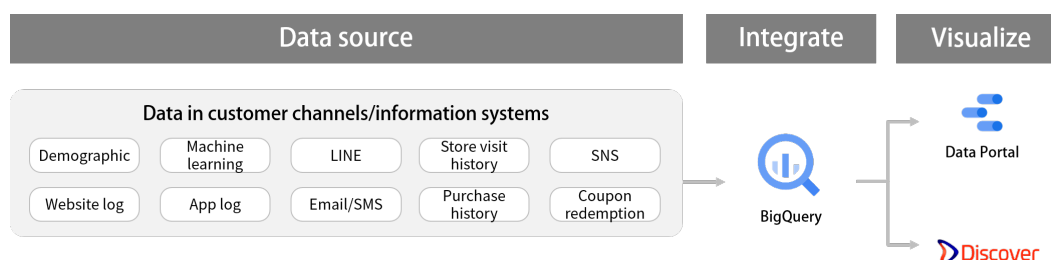 Data source
Integrate
Visualize
Data in customer channels/information systems
Demographic
Machine
learning
LINE
Store visit
history
SNS
Website log
App log
Email/SMS
Purchase
history
Coupon
redemption
BigQuery
Data Portal
Discover